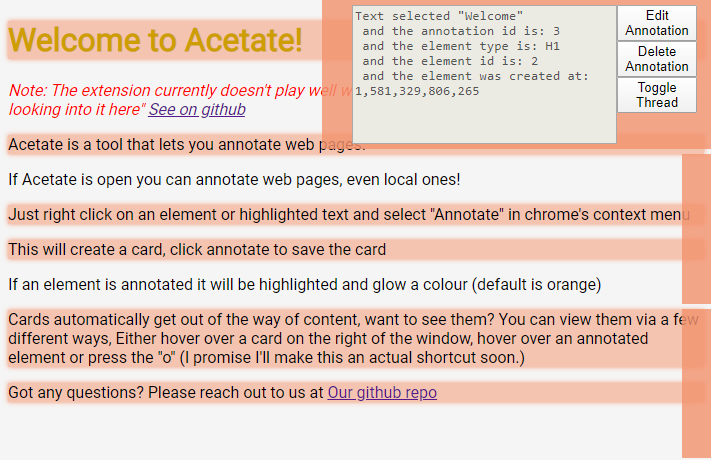 Welcome to Acetate!
Text selected "Welcome"
and the annotation id is: 3
and the element type is: H1
and the element id is: 2
and the element was created at:
1,581,329,806,265
Edit
Annotation
Delete
Annotation
Toggle
Thread
Note: The extension currently doesn't play well w
looking into it here" See on github
Acetate is a tool that lets you annotate web pages.
If Acetate is open you can annotate web pages, even local ones!
Just right click on an element or highlighted text and select "Annotate" in chrome's context menu
This will create a card, click annotate to save the card
If an element is annotated it will be highlighted and glow a colour (default is orange)
Cards automatically get out of the way of content, want to see them? You can view them via a few
different ways, Either hover over a card on the right of the window, hover over an annotated
element or press the "o" (I promise I'll make this an actual shortcut soon.)
Got any questions? Please reach out to us at Our github repo